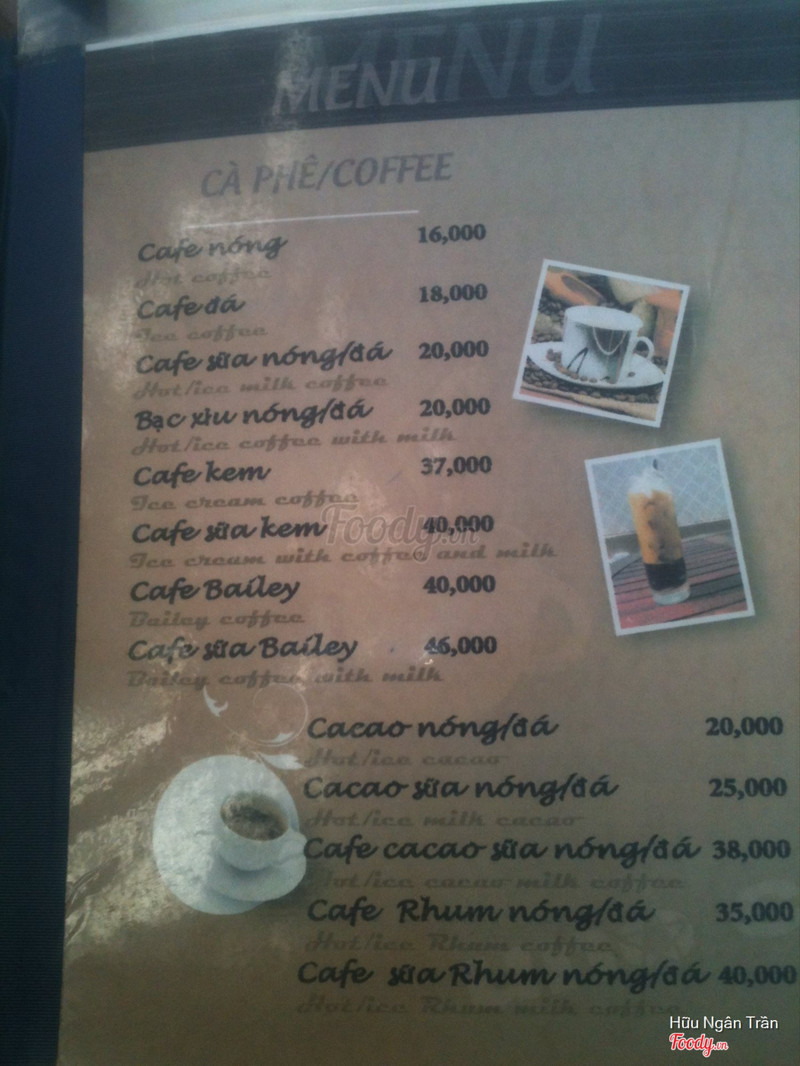 MENU
MENU
CÀ PHÊ/COFFEE
Cafe nóng 16,000
Hot coffee
Cafe đá 18,000
Ice coffee
Cafe sữa nóng/đá 20,000
Hot/ice milk coffee
Bạc xìu nóng/đá 20,000
Hot/ice coffee with milk
Cafe kem 37,000
Ice cream coffee
Cafe sữa kem 40,000
Foody.vn
Ice cream with coffee and milk
Cafe Bailey 40,000
Bailey coffee
Cafe sữa Bailey 46,000
Bailey coffee with milk
Cacao nóng/đá 20,000
Hot/ice cacao
Cacao sữa nóng/đá 25,000
Hot/ice milk cacao
Cafe cacao sữa nóng/đá 38,000
Hot/ice cacao milk coffee
Cafe Rhum nóng/đá 35,000
Hot/ice Rhum coffee
Cafe sữa Rhum nóng/đá 40,000
Hot/ice Rhum milk coffee
Hữu Ngân Trần
Foody.vn